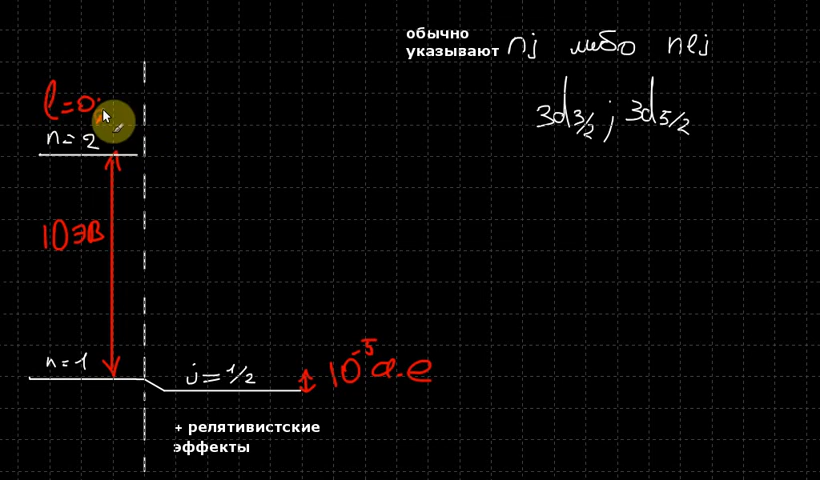 обычно
указывают nj либо nlj
3d3/2; 3d5/2
l=0;
n=2
10эВ
n=1
j=1/2
10^-5 а.е
+ релятивистские
эффекты